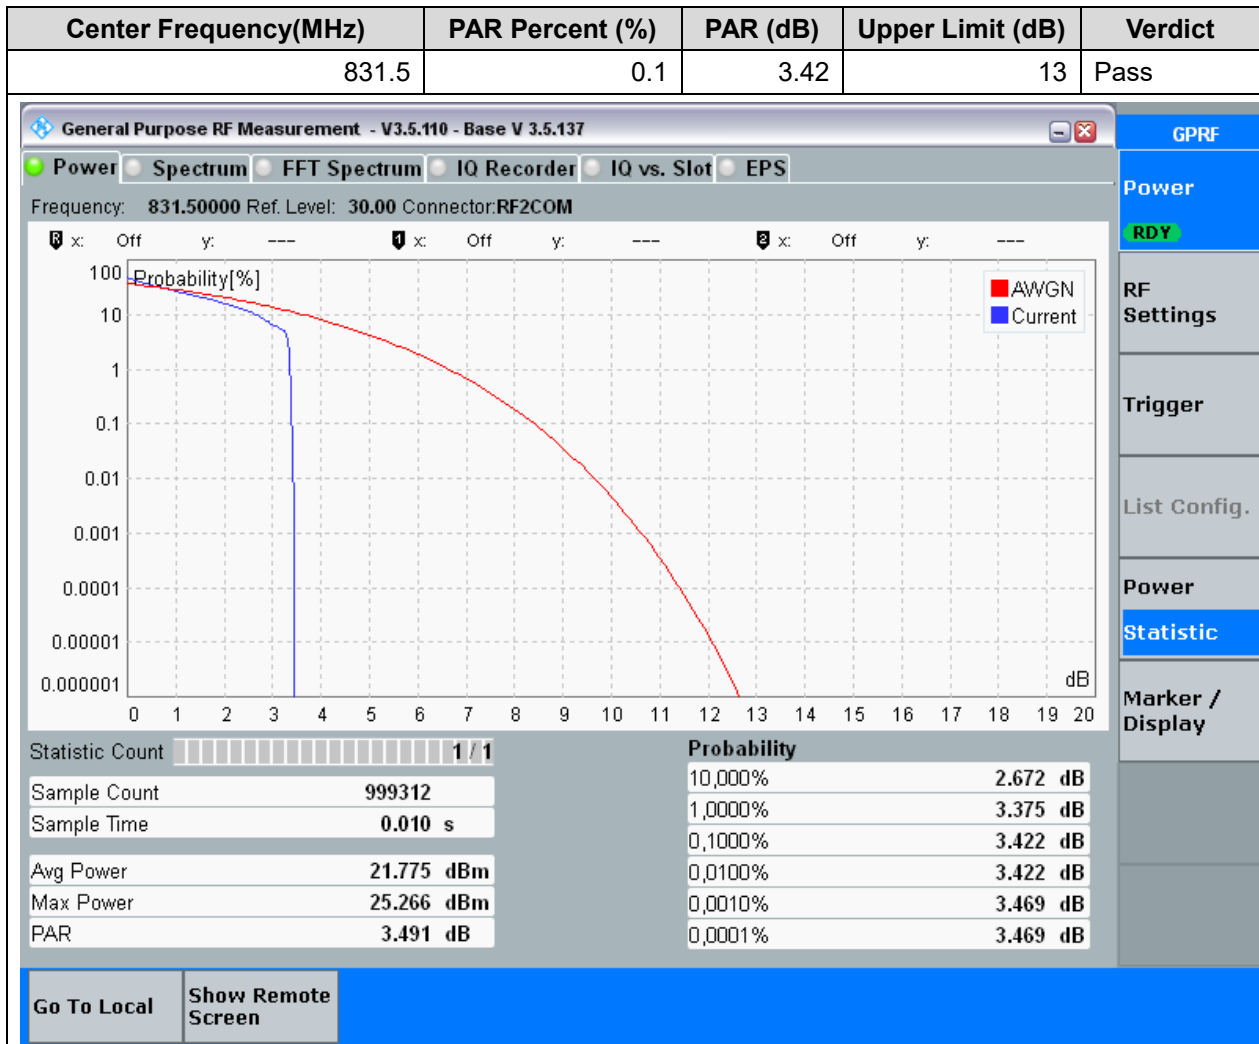 Center Frequency(MHz) PAR Percent (%) PAR (dB) Upper Limit (dB) Verdict
831.5 0.1 3.42 13 Pass
General Purpose RF Measurement - V3.5.110 - Base V 3.5.137
GPRF
Power Spectrum FFT Spectrum IQ Recorder IQ vs. Slot EPS
Power
RDY
Frequency: 831.50000 Ref. Level: 30.00 Connector:RF2COM
R x: Off y: --- 1 x: Off y: --- 2 x: Off y: ---
Probability[%]
AWGN
Current
100
10
1
0.1
0.01
0.001
0.0001
0.00001
0.000001
dB
0 1 2 3 4 5 6 7 8 9 10 11 12 13 14 15 16 17 18 19 20
RF
Settings
Trigger
List Config.
Power
Statistic
Marker /
Display
Statistic Count 1 / 1
Sample Count 999312
Sample Time 0.010 s
Avg Power 21.775 dBm
Max Power 25.266 dBm
PAR 3.491 dB
Probability
10,000% 2.672 dB
1,0000% 3.375 dB
0,1000% 3.422 dB
0,0100% 3.422 dB
0,0010% 3.469 dB
0,0001% 3.469 dB
Go To Local
Show Remote
Screen